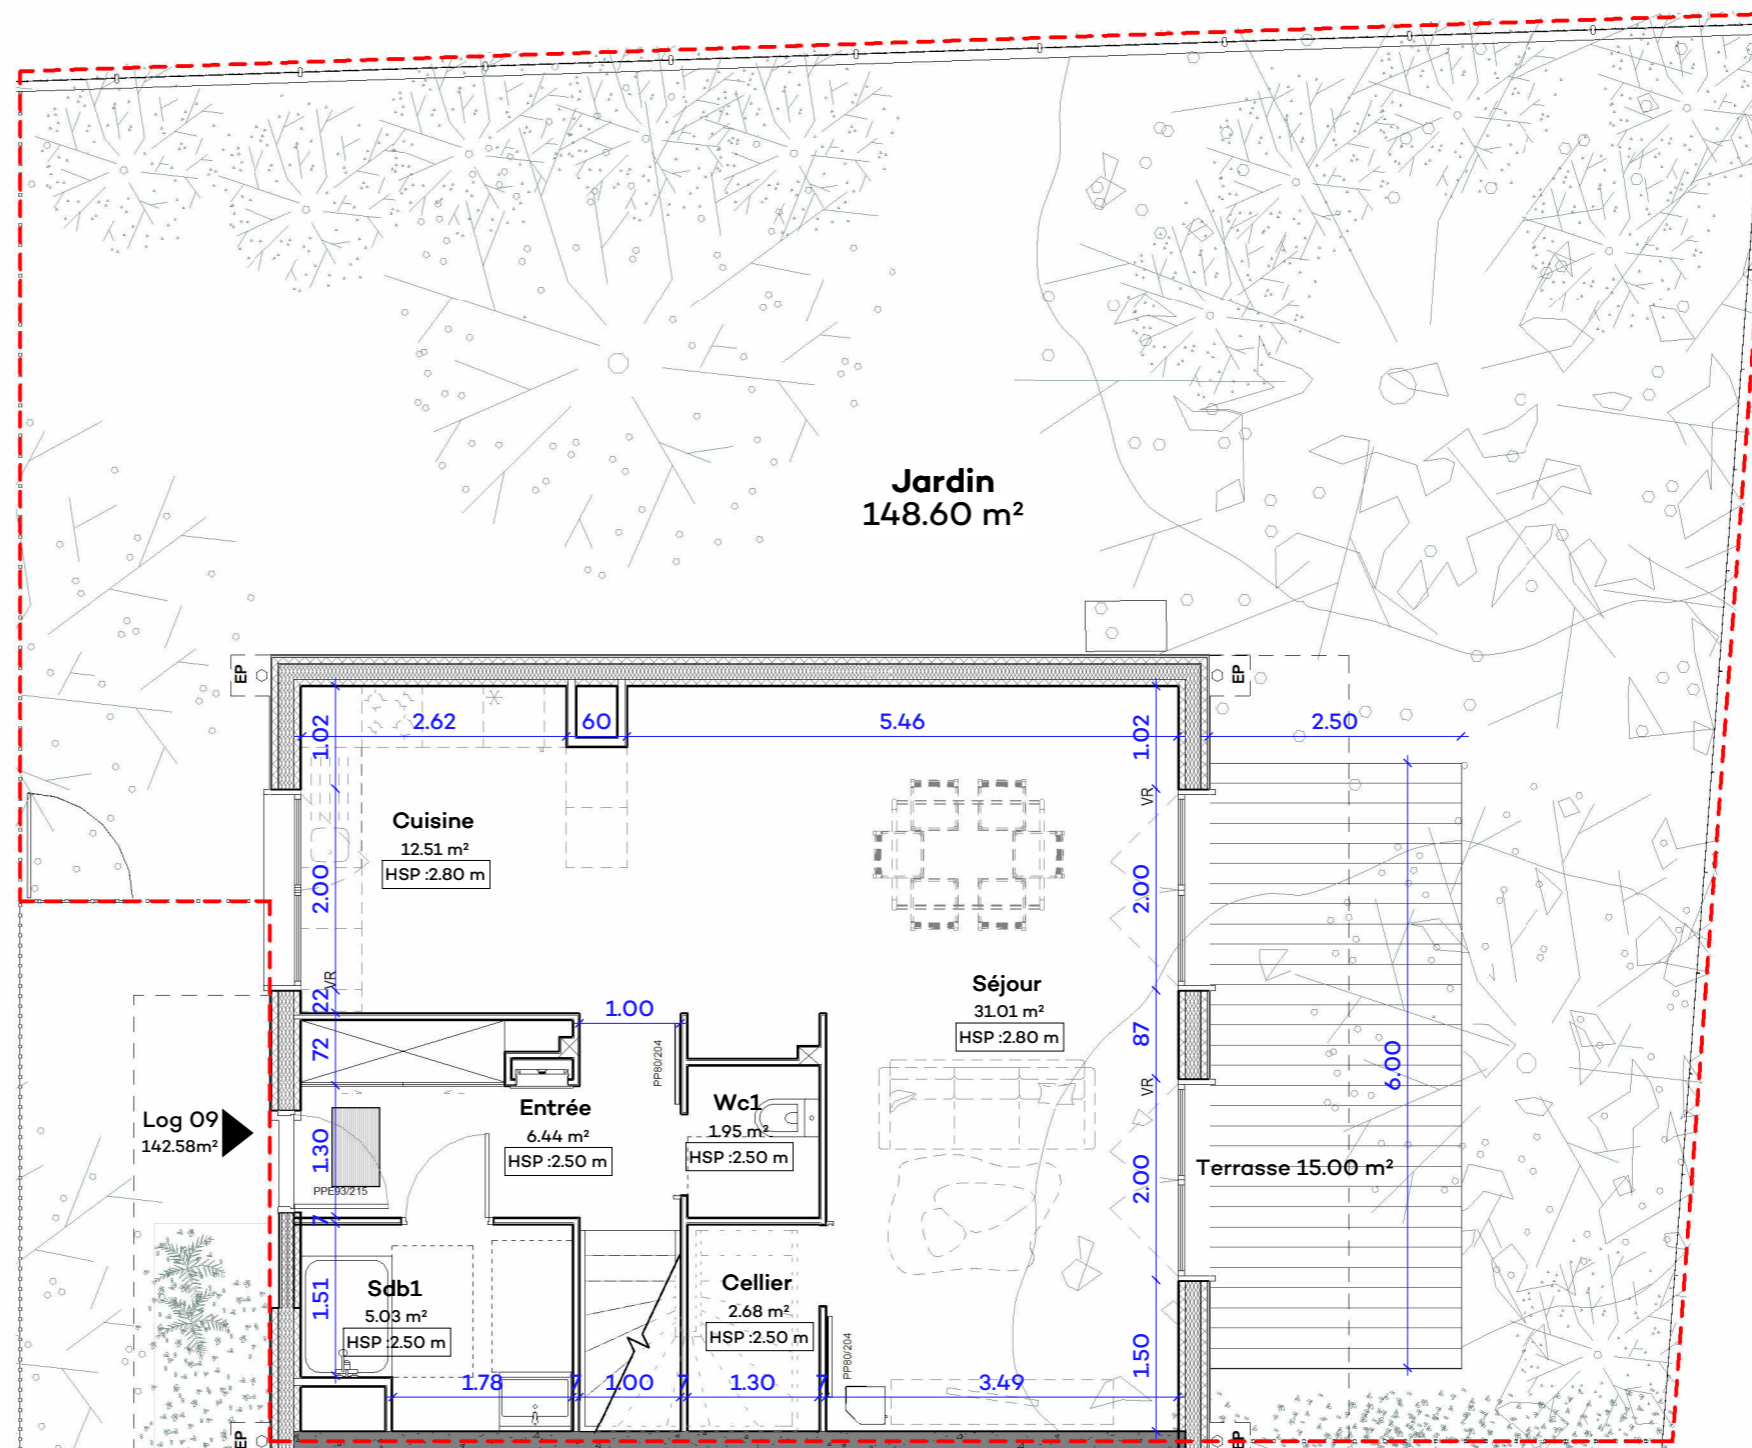 Jardin
148.60 m²
EP
EP
1.02
2.62
60
5.46
1.02
2.50
VR
Cuisine
12.51 m²
HSP :2.80 m
2.00
2.00
VR
22
Séjour
31.01 m²
HSP :2.80 m
1.00
72
PP80/204
87
VR
6.00
Log 09
142.58m²
Entrée
6.44 m²
HSP :2.50 m
Wc1
1.95 m²
HSP :2.50 m
1.30
PPE93/215
7
2.00
Terrasse 15.00 m²
Sdb1
5.03 m²
HSP :2.50 m
1.51
Cellier
2.68 m²
HSP :2.50 m
PP80/204
1.50
1.78
7
1.00
7
1.30
7
3.49
EP
EP